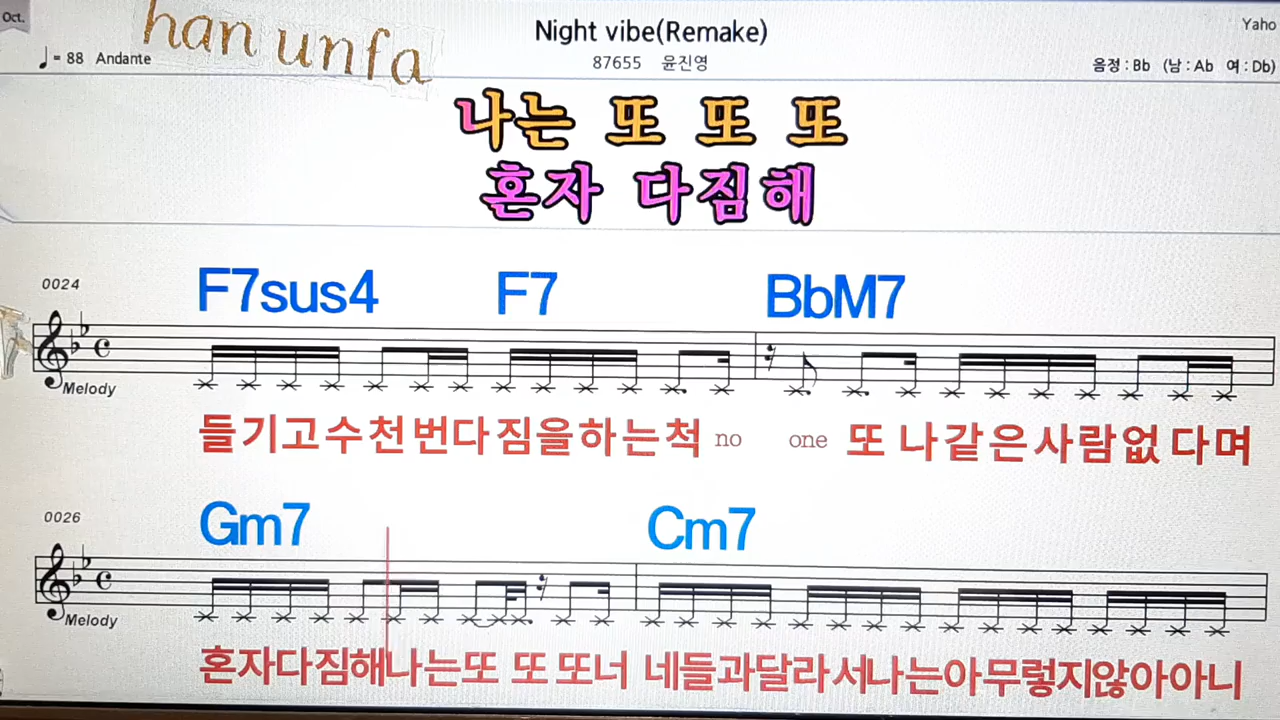 Oct.
han unfa
Night vibe(Remake)
Yaho
♩= 88 Andante
87655 윤진영
음정 : Bb (남 : Ab 여 : Db)
나는 또 또 또
혼자 다짐해
0024
F7sus4 F7 BbM7
Melody
들기고수천번다짐을하는척 no one 또 나같은사람없다며
0026
Gm7 Cm7
Melody
혼자다짐해나는또 또 또너 네들과달라서나는아무렇지않아아니